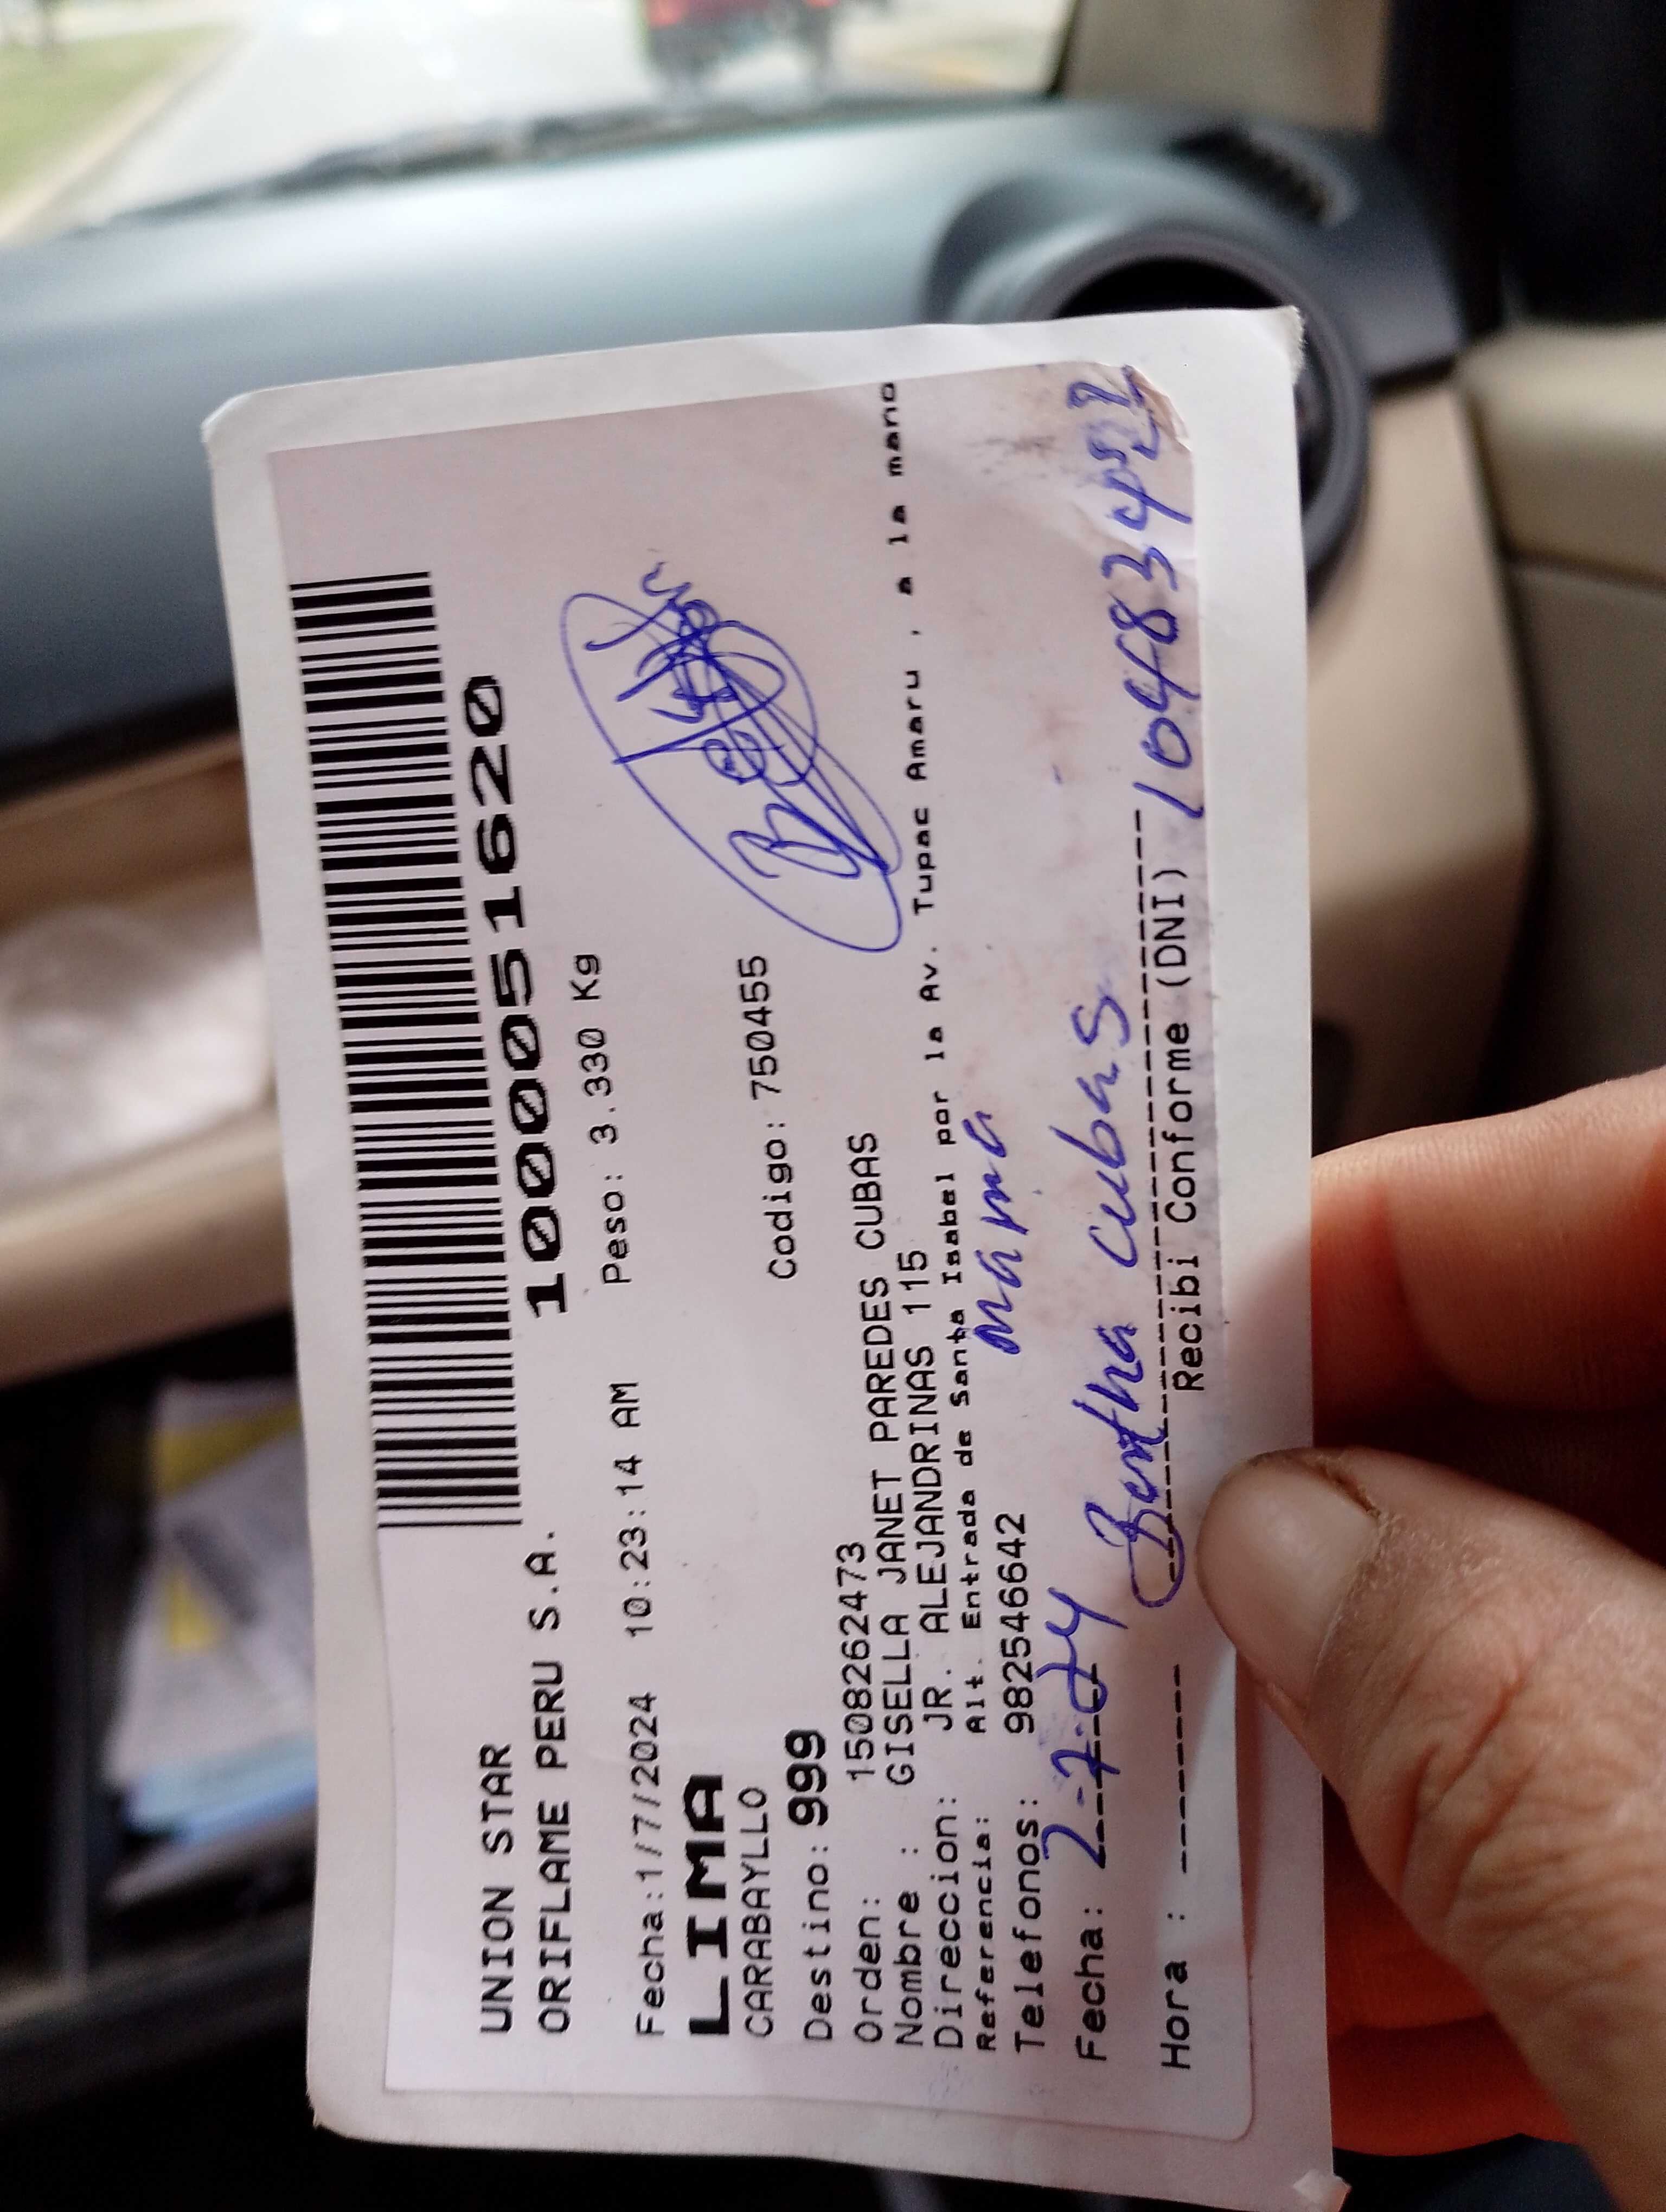 1000051620
UNION STAR
ORIFLAME PERU S.A.
Fecha:1/7/2024 10:23:14 AM Peso: 3.330 Kg
LIMA
CARABAYLLO
Destino: 999 Codigo: 750455
Orden: 1508262473
Nombre : GISELLA JANET PAREDES CUBAS
Direccion: JR. ALEJANDRINAS 115
Referencia: Alt. Entrada de Santa Isabel por la Av. Tupac Amaru , a la mano
Telefonos: 982546642 mama
Fecha: 2-7-24 Bertha Cubas
Hora : Recibi Conforme (DNI)